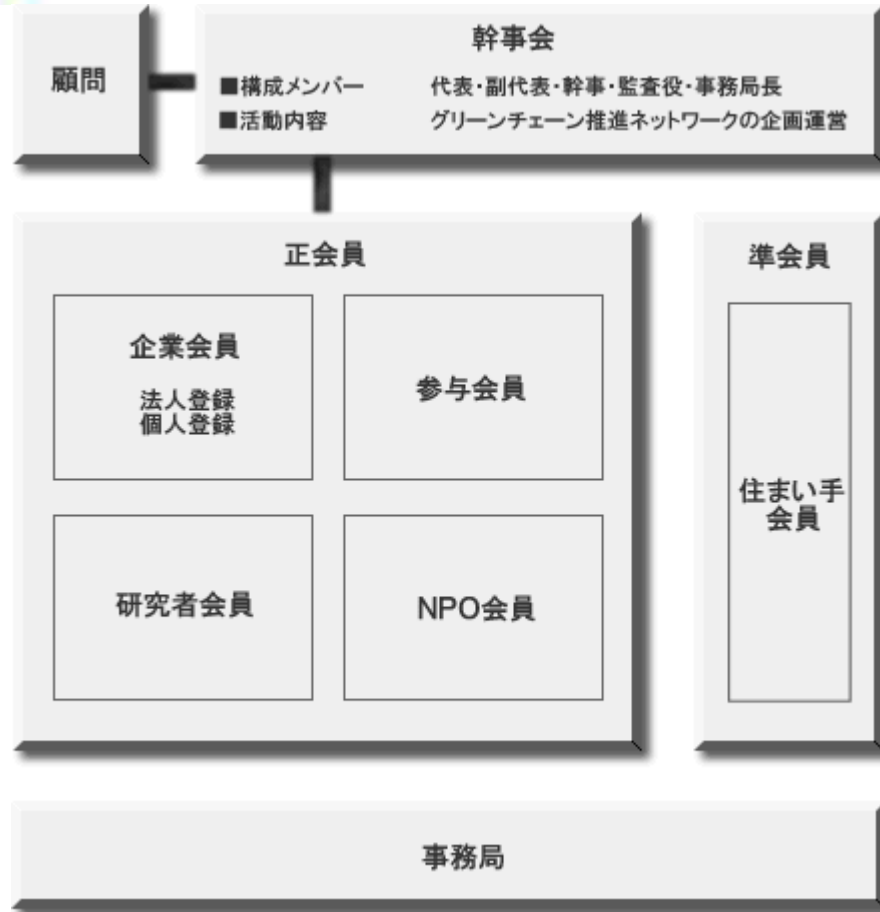 顧問
幹事会
■構成メンバー 代表・副代表・幹事・監査役・事務局長
■活動内容 グリーンチェーン推進ネットワークの企画運営
正会員
企業会員
法人登録
個人登録
参与会員
研究者会員
NPO会員
準会員
住まい手
会員
事務局